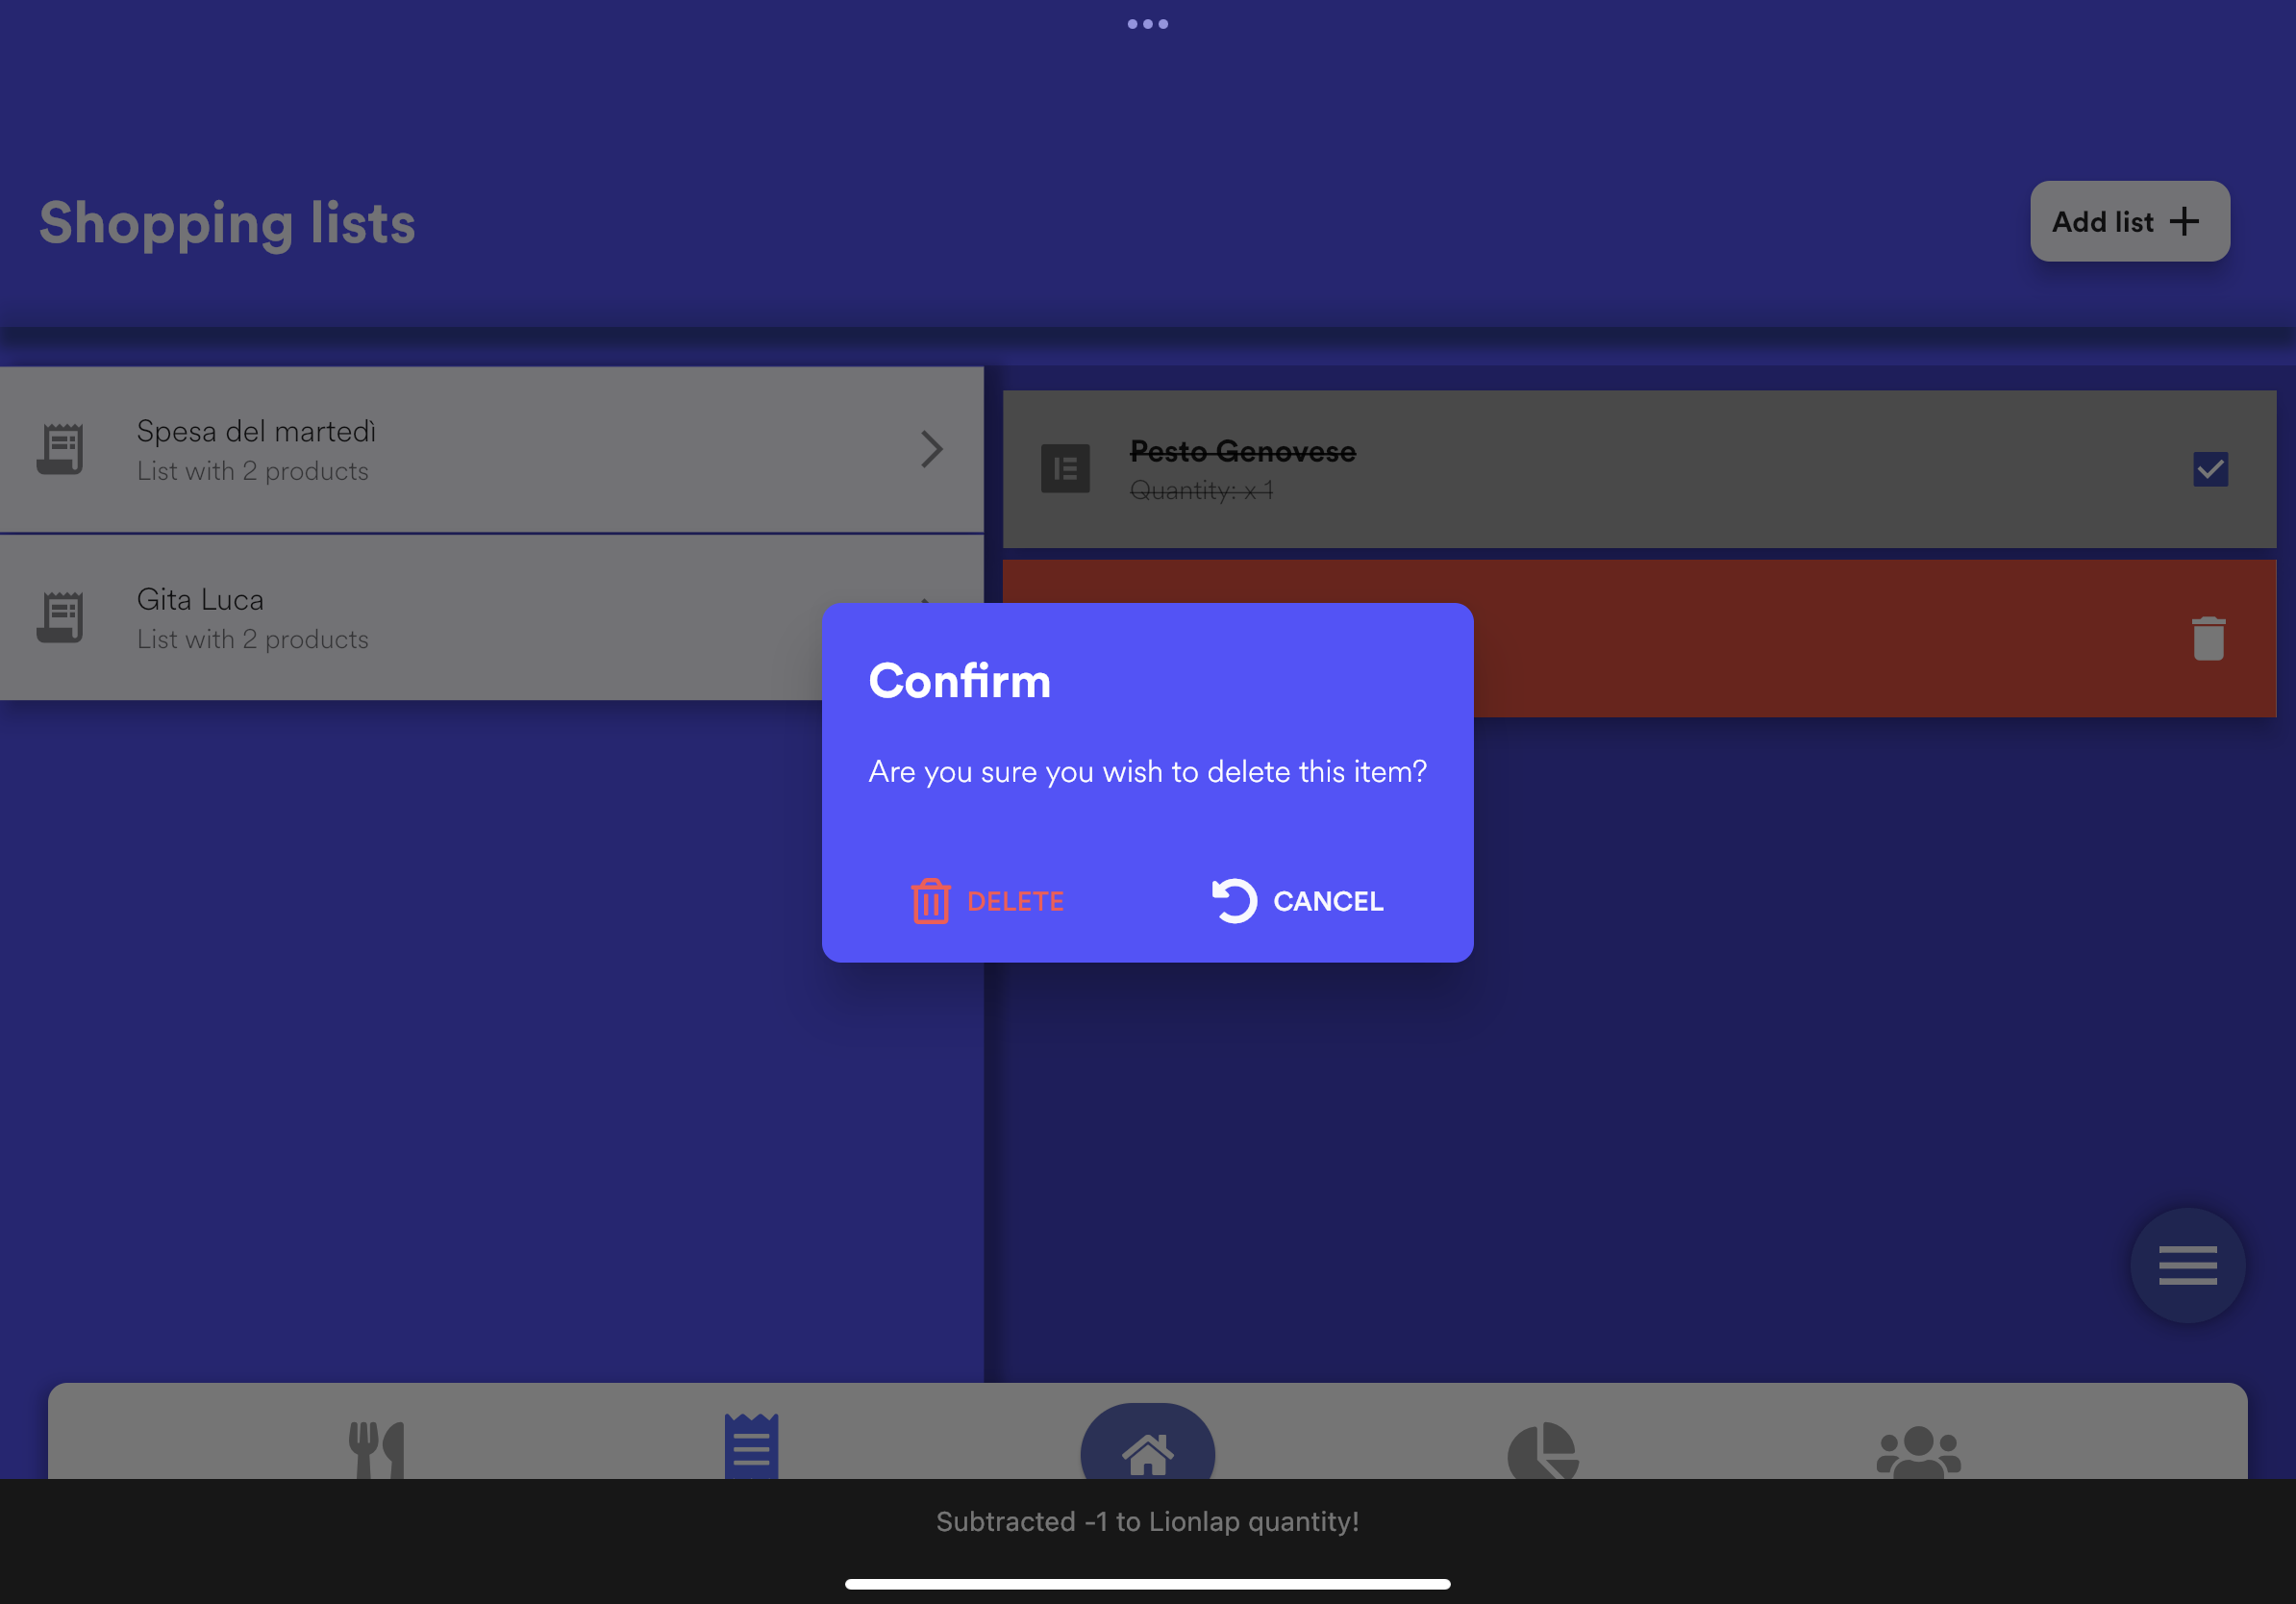 Shopping lists
Add list
Spesa del martedì
List with 2 products
Gita Luca
List with 2 products
Pesto Genovese
Quantity: x 1
Confirm
Are you sure you wish to delete this item?
DELETE
CANCEL
Subtracted -1 to Lionlap quantity!